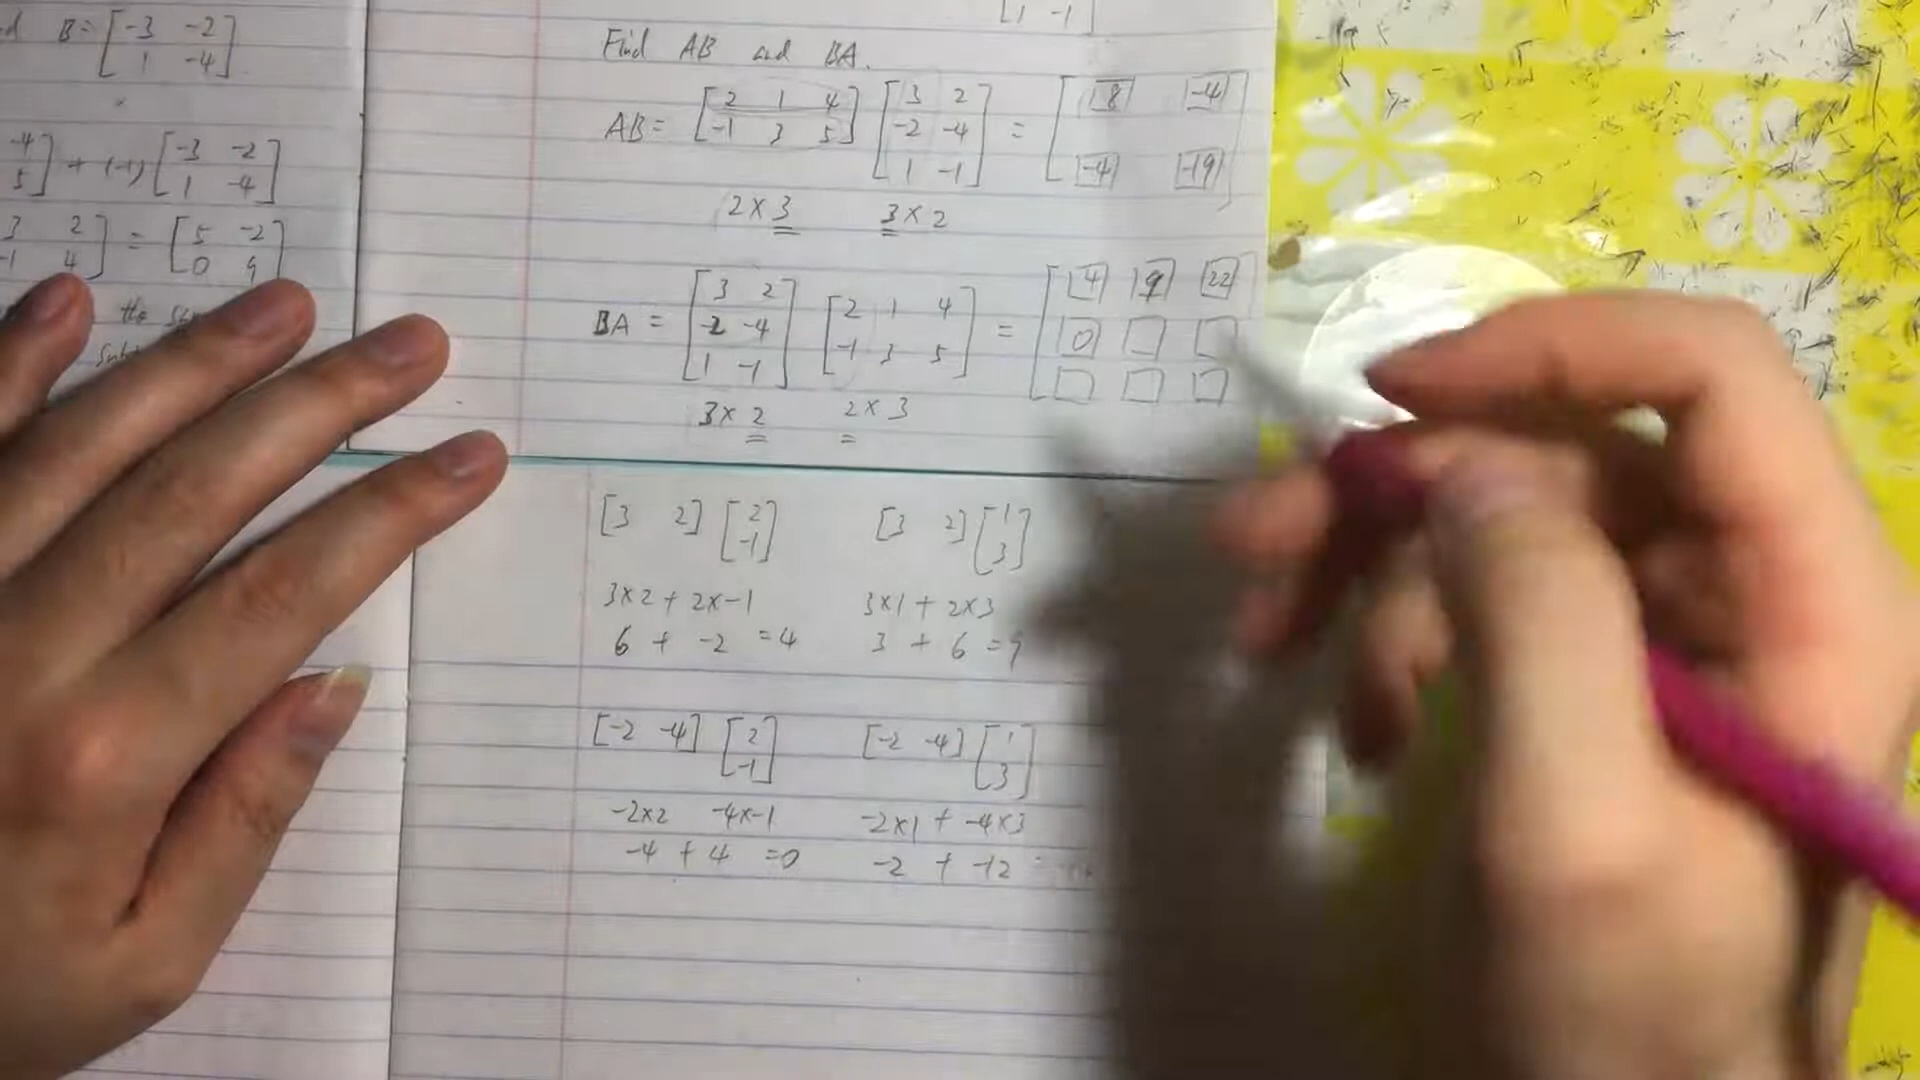 B= [-3 -2
1 -4]
-4
5] + (-1) [-3 -2
1 -4]
3 2
-1 4] = [5 -2
0 9]
the
1 -1]
Find AB and BA.
AB= [2 1 4
-1 3 5] [3 2
-2 -4
1 -1] = [8 -4
-4 -19]
2×3 3×2
BA = [3 2
-2 -4
1 -1] [2 1 4
-1 3 5] = [4 9 22
0
3×2 2×3
[3 2] [2
-1] [3 2] [1
3]
3×2 + 2×-1 3×1 + 2×3
6 + -2 =4 3 + 6 =9
[-2 -4] [2
-1] [-2 -4] [1
3]
-2×2 -4×-1 -2×1 + -4×3
-4 + 4 =0 -2 + -12